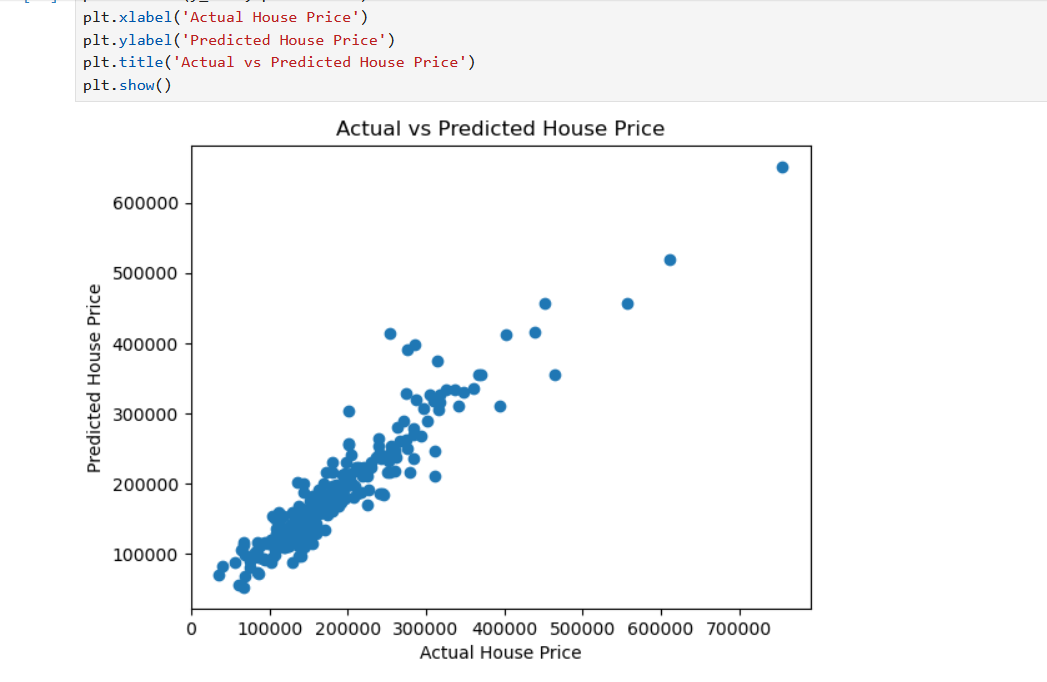 plt.xlabel('Actual House Price')
plt.ylabel('Predicted House Price')
plt.title('Actual vs Predicted House Price')
plt.show()
Actual vs Predicted House Price
600000
500000
400000
300000
200000
100000
Predicted House Price
0 100000 200000 300000 400000 500000 600000 700000
Actual House Price